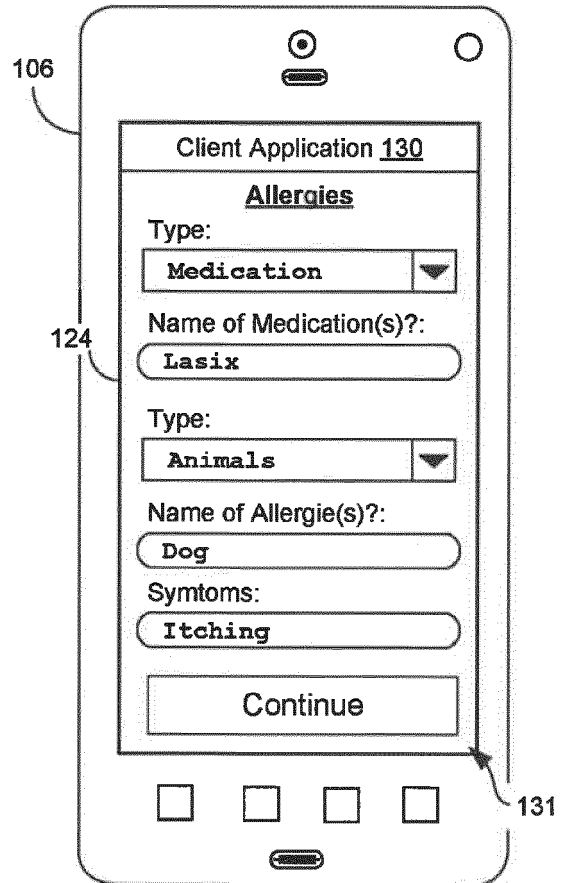 106
Client Application 130
Allergies
Type:
Medication
124
Name of Medication(s)?:
Lasix
Type:
Animals
Name of Allergie(s)?:
Dog
Symtoms:
Itching
Continue
131